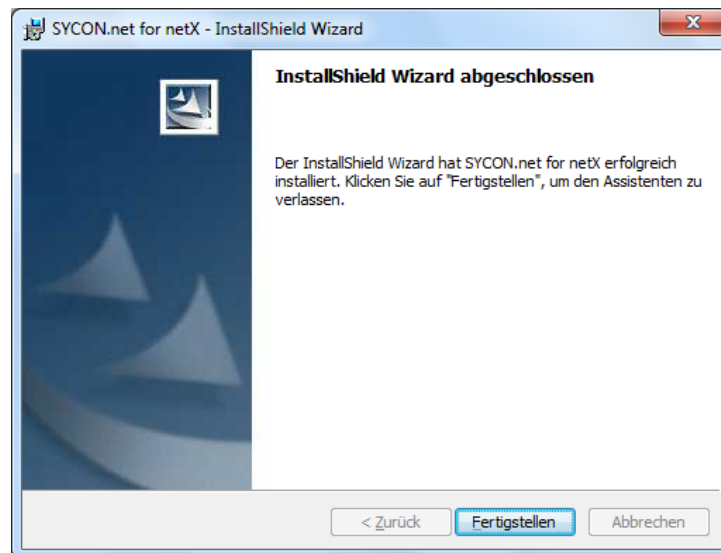 SYCON.net for netX - InstallShield Wizard
InstallShield Wizard abgeschlossen
Der InstallShield Wizard hat SYCON.net for netX erfolgreich
installiert. Klicken Sie auf "Fertigstellen", um den Assistenten zu
verlassen.
< Zurück
Fertigstellen
Abbrechen